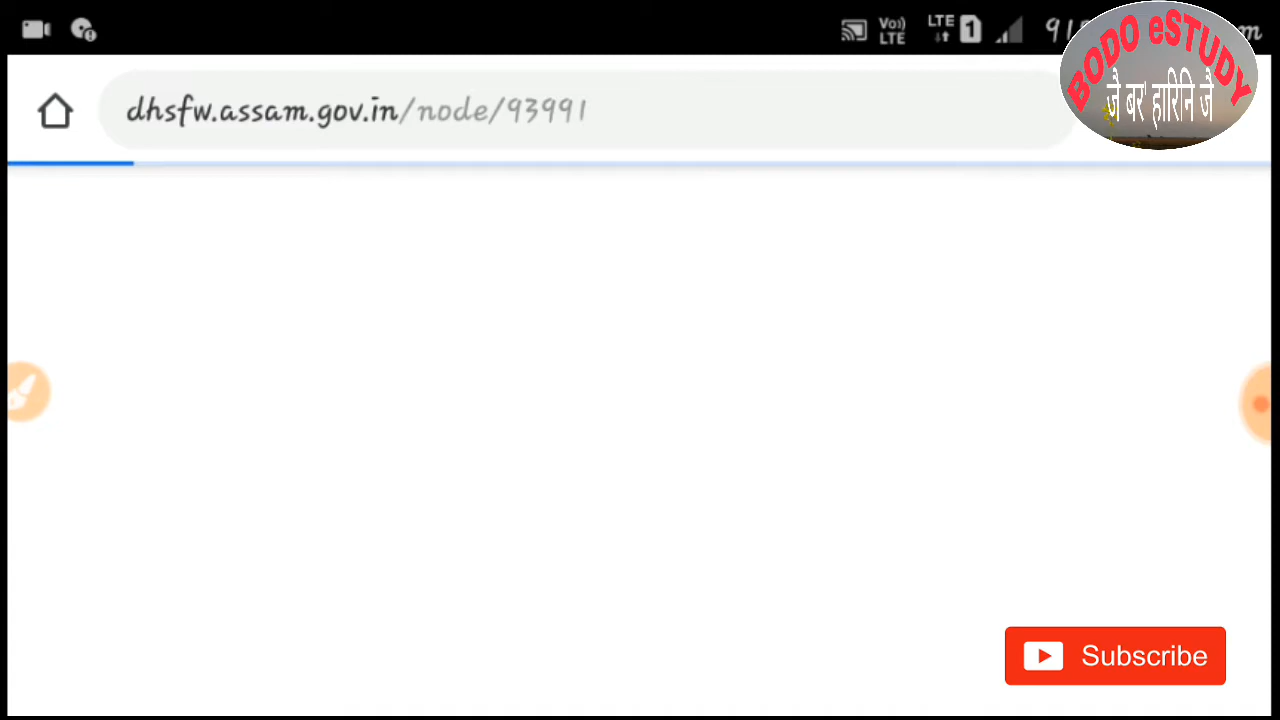 Vo)) LTE
LTE 1
BODO eSTUDY
जै बर' हारिनि जै
dhsfw.assam.gov.in/node/93991
Subscribe